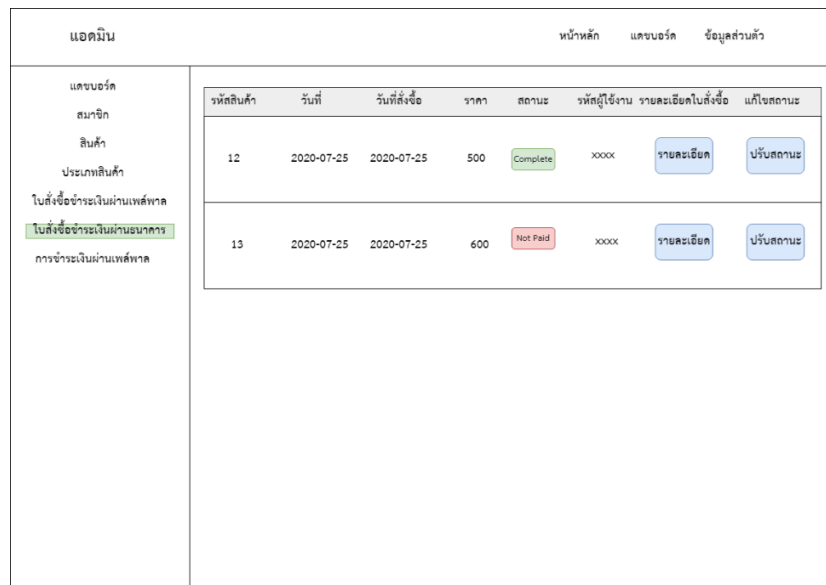 แอดมิน
หน้าหลัก แดชบอร์ด ข้อมูลส่วนตัว
แดชบอร์ด
สมาชิก
สินค้า
ประเภทสินค้า
ใบสั่งซื้อชำระเงินผ่านเพล์พาล
ใบสั่งซื้อชำระเงินผ่านธนาคาร
การชำระเงินผ่านเพล์พาล
รหัสสินค้า วันที่ วันที่สั่งซื้อ ราคา สถานะ รหัสผู้ใช้งาน รายละเอียดใบสั่งซื้อ แก้ไขสถานะ
12 2020-07-25 2020-07-25 500 Complete xxxx รายละเอียด ปรับสถานะ
13 2020-07-25 2020-07-25 600 Not Paid xxxx รายละเอียด ปรับสถานะ